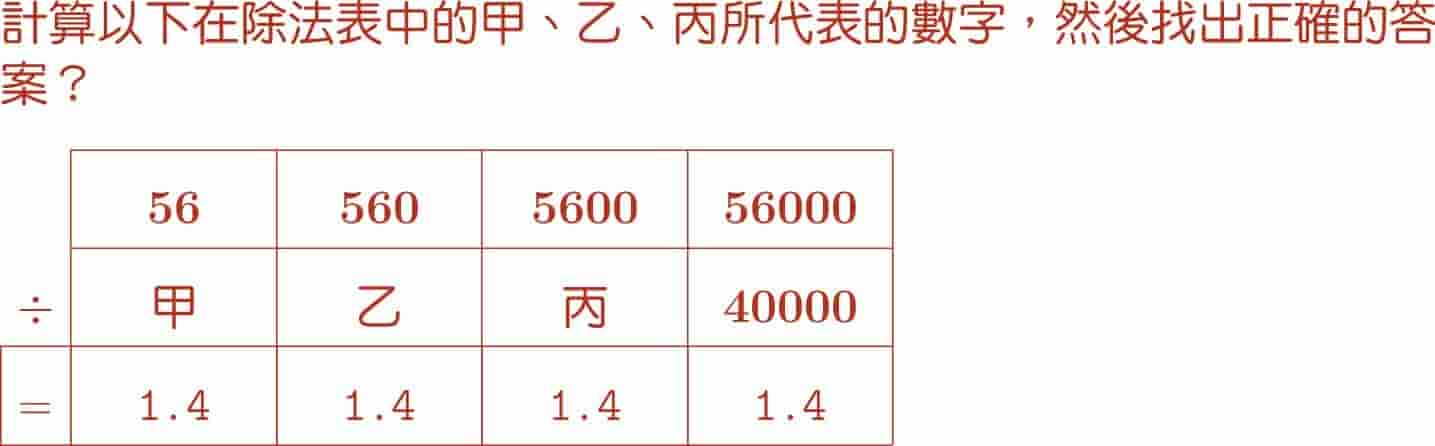 計算以下在除法表中的甲、乙、丙所代表的數字，然後找出正確的答
案？
56 560 5600 56000
÷ 甲 乙 丙 40000
= 1.4 1.4 1.4 1.4